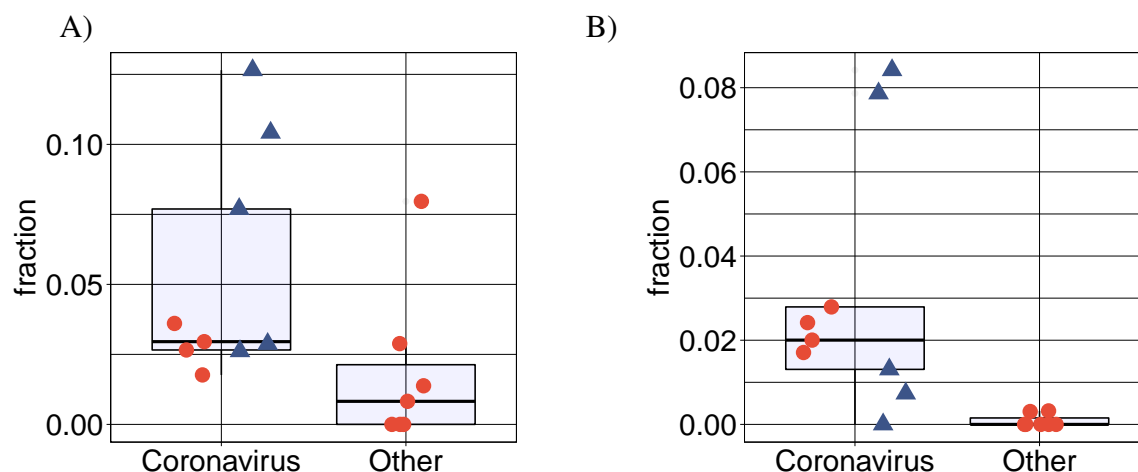 A)
fraction
0.10
0.05
0.00
Coronavirus Other
B)
fraction
0.08
0.06
0.04
0.02
0.00
Coronavirus Other